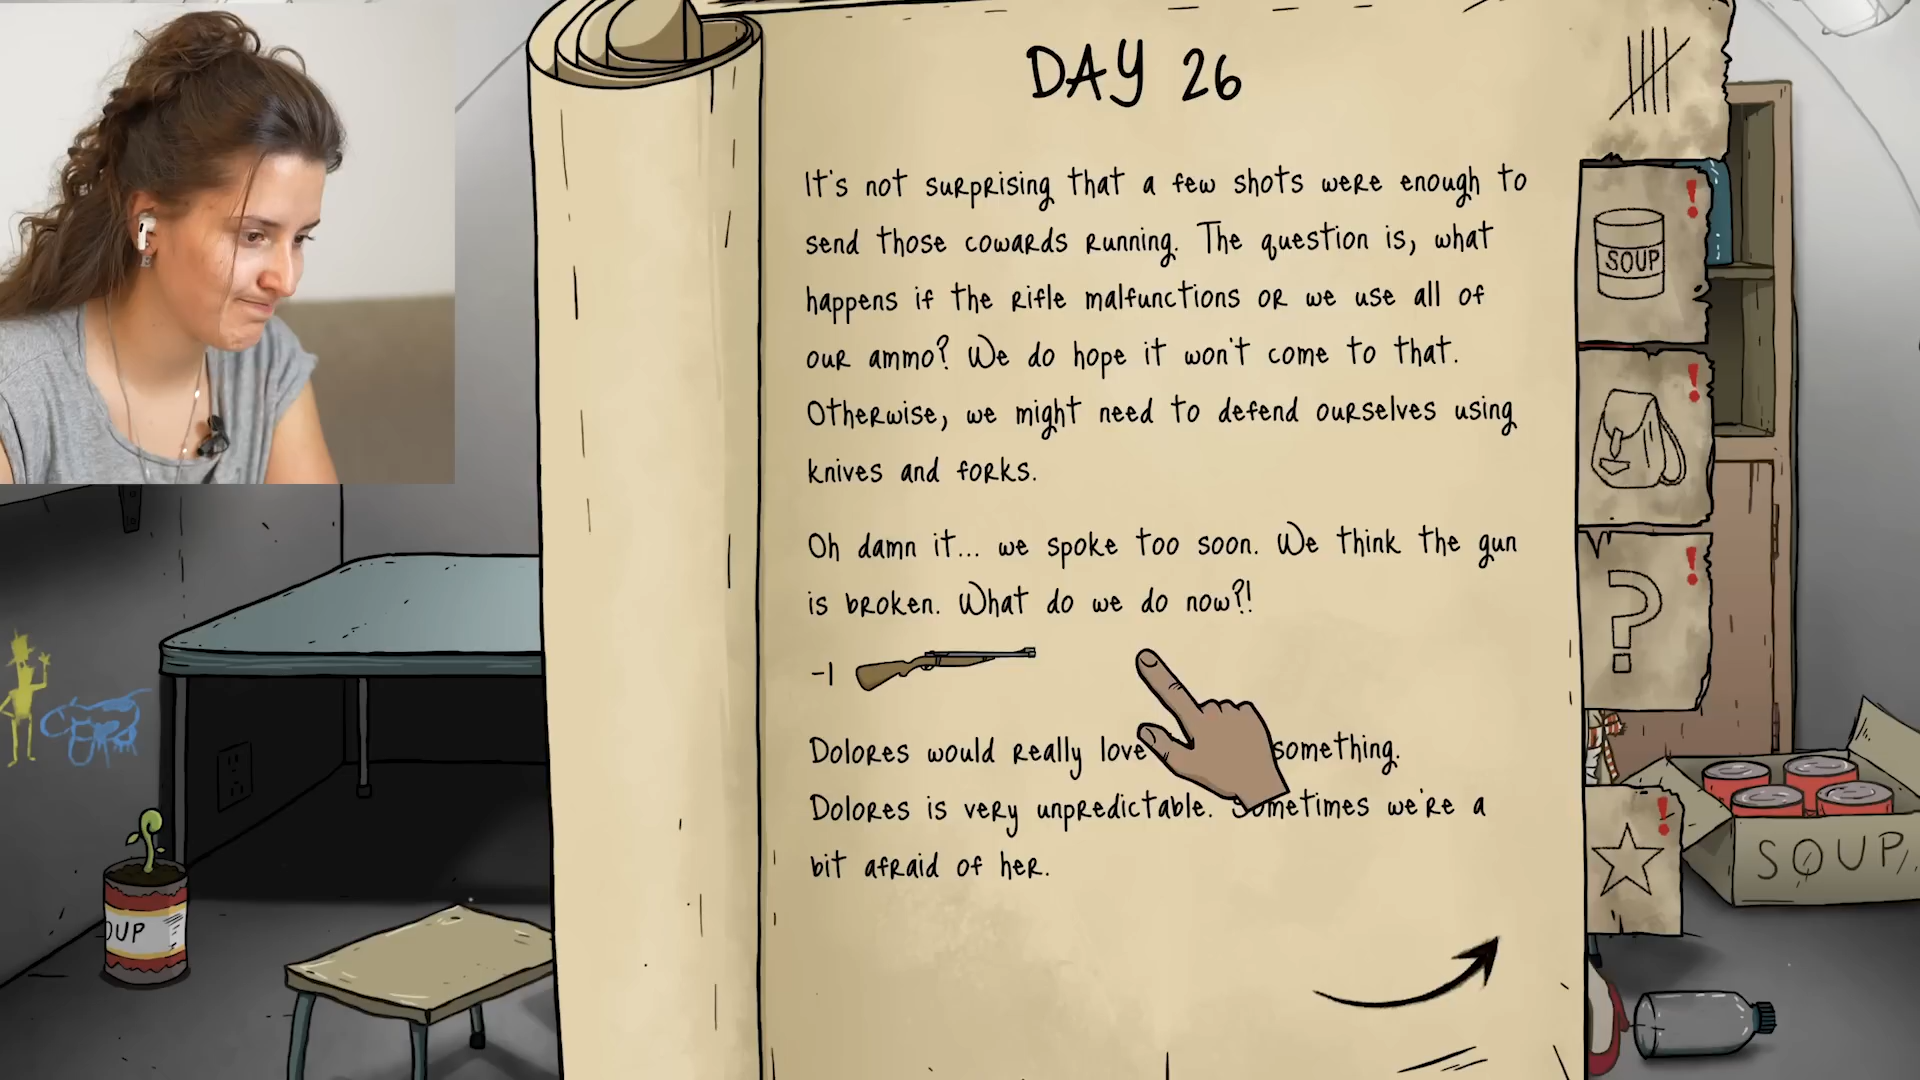 DAY 26
It's not surprising that a few shots were enough to
send those cowards running. The question is, what
happens if the rifle malfunctions or we use all of
our ammo? We do hope it won't come to that.
Otherwise, we might need to defend ourselves using
knives and forks.
Oh damn it... we spoke too soon. We think the gun
is broken. What do we do now?!
-1
Dolores would really love something.
Dolores is very unpredictable. Sometimes we're a
bit afraid of her.
SOUP
!
!
?
!
!
SOUP
OUP